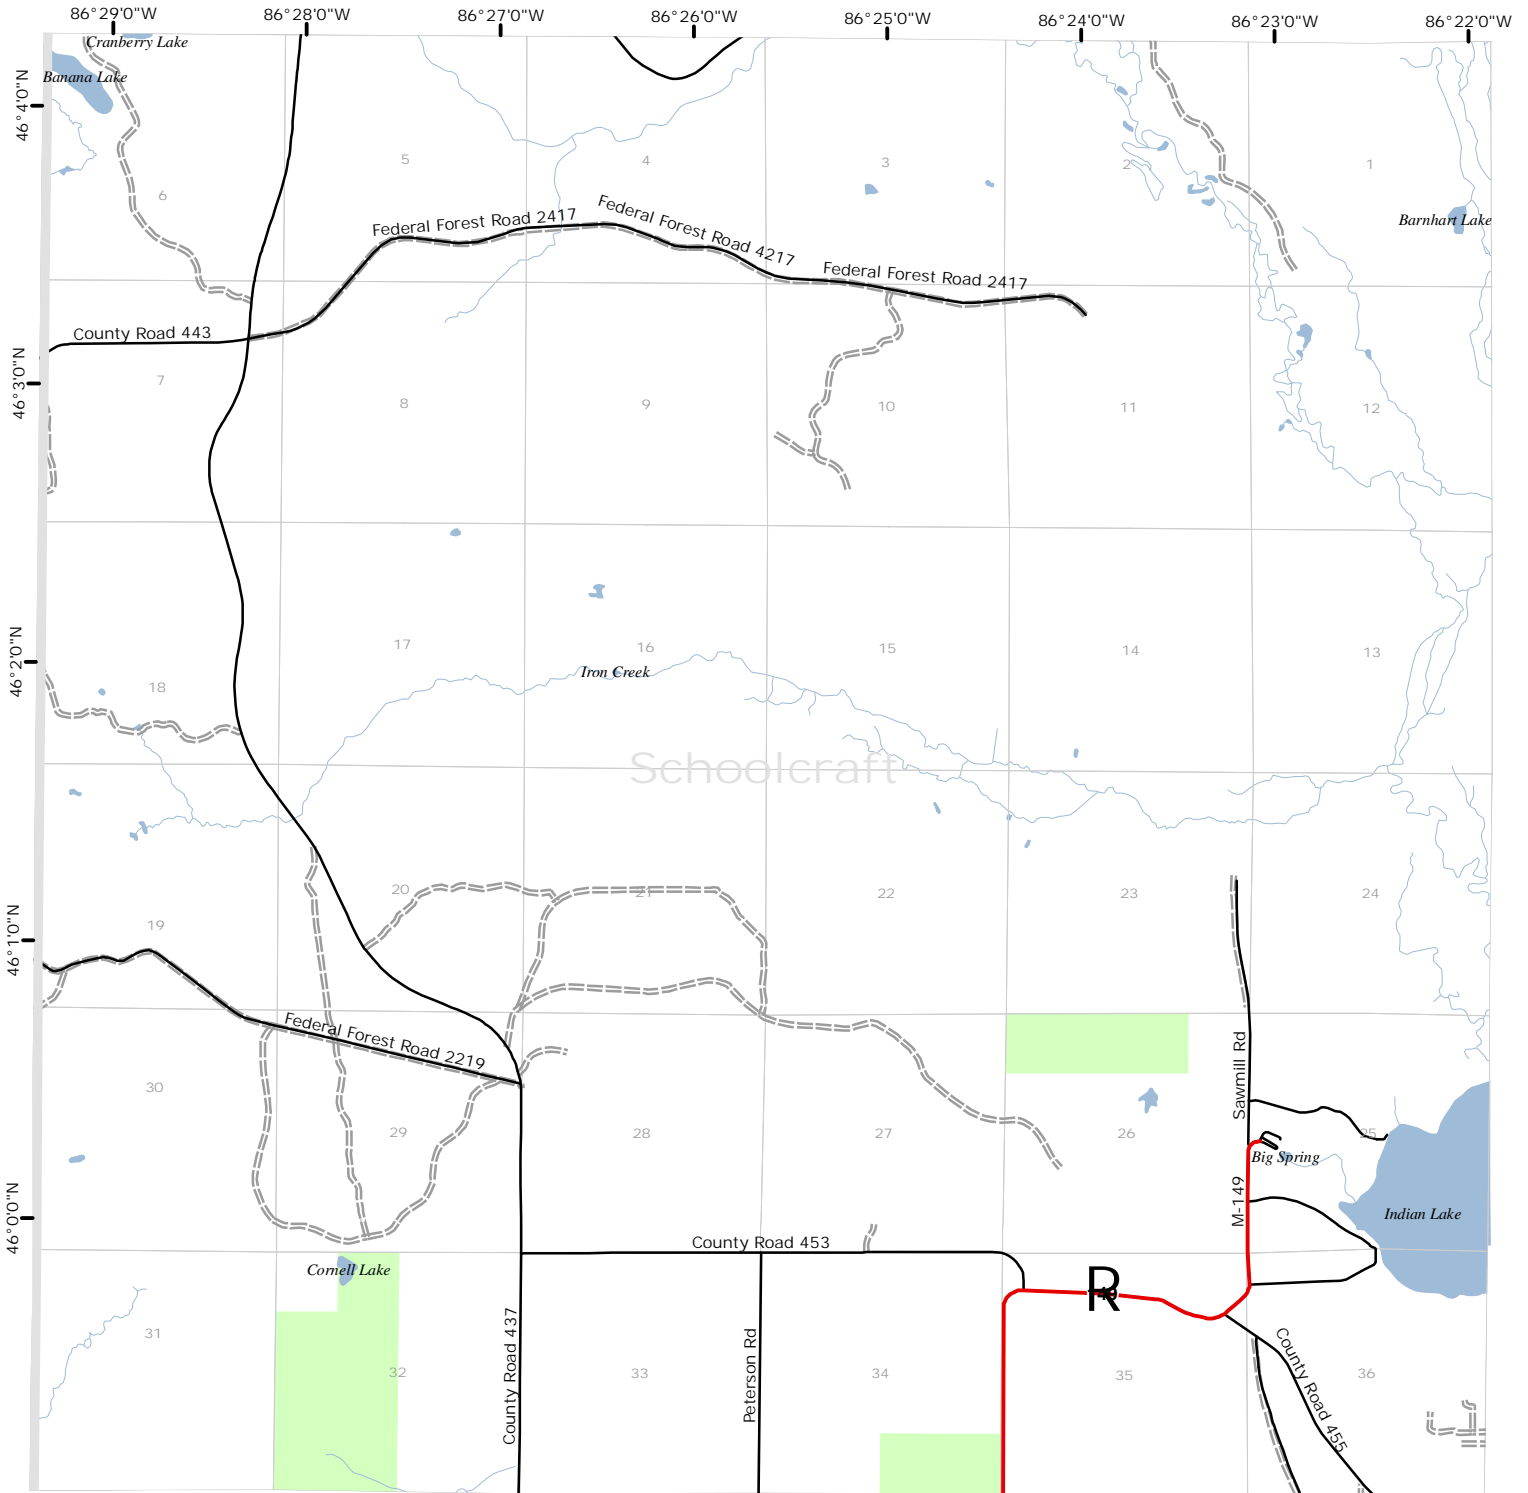 86°29'0"W 86°28'0"W 86°27'0"W 86°26'0"W 86°25'0"W 86°24'0"W 86°23'0"W 86°22'0"W
Cranberry Lake
Banana Lake
46°4'0"N
5
4
3
2
1
6
Federal Forest Road 2417
Federal Forest Road 4217
Barnhart Lake
Federal Forest Road 2417
County Road 443
46°3'0"N
7
8
9
10
11
12
46°2'0"N
17
16
15
14
13
Iron Creek
18
Schoolcraft
20
21
22
23
24
19
46°1'0"N
Federal Forest Road 2219
Sawmill Rd
30
29
28
27
26
25
Big Spring
M-149
Indian Lake
46°0'0"N
County Road 453
Cornell Lake
R
31
32
33
34
35
36
County Road 437
Peterson Rd
County Road 455